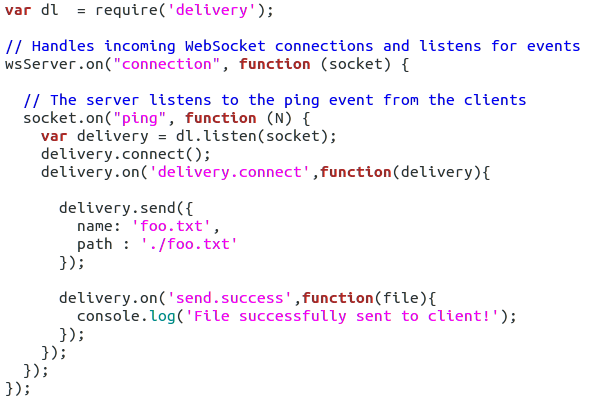 var dl  = require('delivery');

// Handles incoming WebSocket connections and listens for events
wsServer.on("connection", function (socket) {

  // The server listens to the ping event from the clients
  socket.on("ping", function (N) {
    var delivery = dl.listen(socket);
    delivery.connect();
    delivery.on('delivery.connect',function(delivery){

      delivery.send({
        name: 'foo.txt',
        path : './foo.txt'
      });

      delivery.on('send.success',function(file){
        console.log('File successfully sent to client!');
      });
    });
  });
});